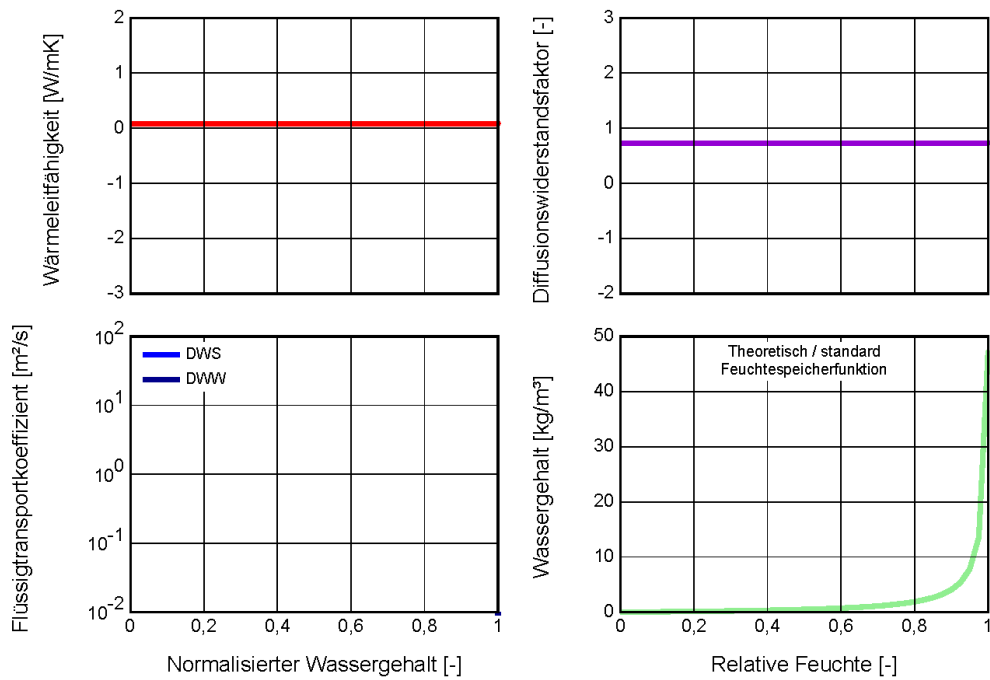 Wärmeleitfähigkeit [W/mK]
2
1
0
-1
-2
-3
Diffusionswiderstandsfaktor [-]
3
2
1
0
-1
-2
Flüssigtransportkoeffizient [m²/s]
10²
10¹
10⁰
10⁻¹
10⁻²
DWS
DWW
0 0,2 0,4 0,6 0,8 1
Normalisierter Wassergehalt [-]
Wassergehalt [kg/m³]
50
40
30
20
10
0
Theoretisch / standard
Feuchtespeicherfunktion
0 0,2 0,4 0,6 0,8 1
Relative Feuchte [-]